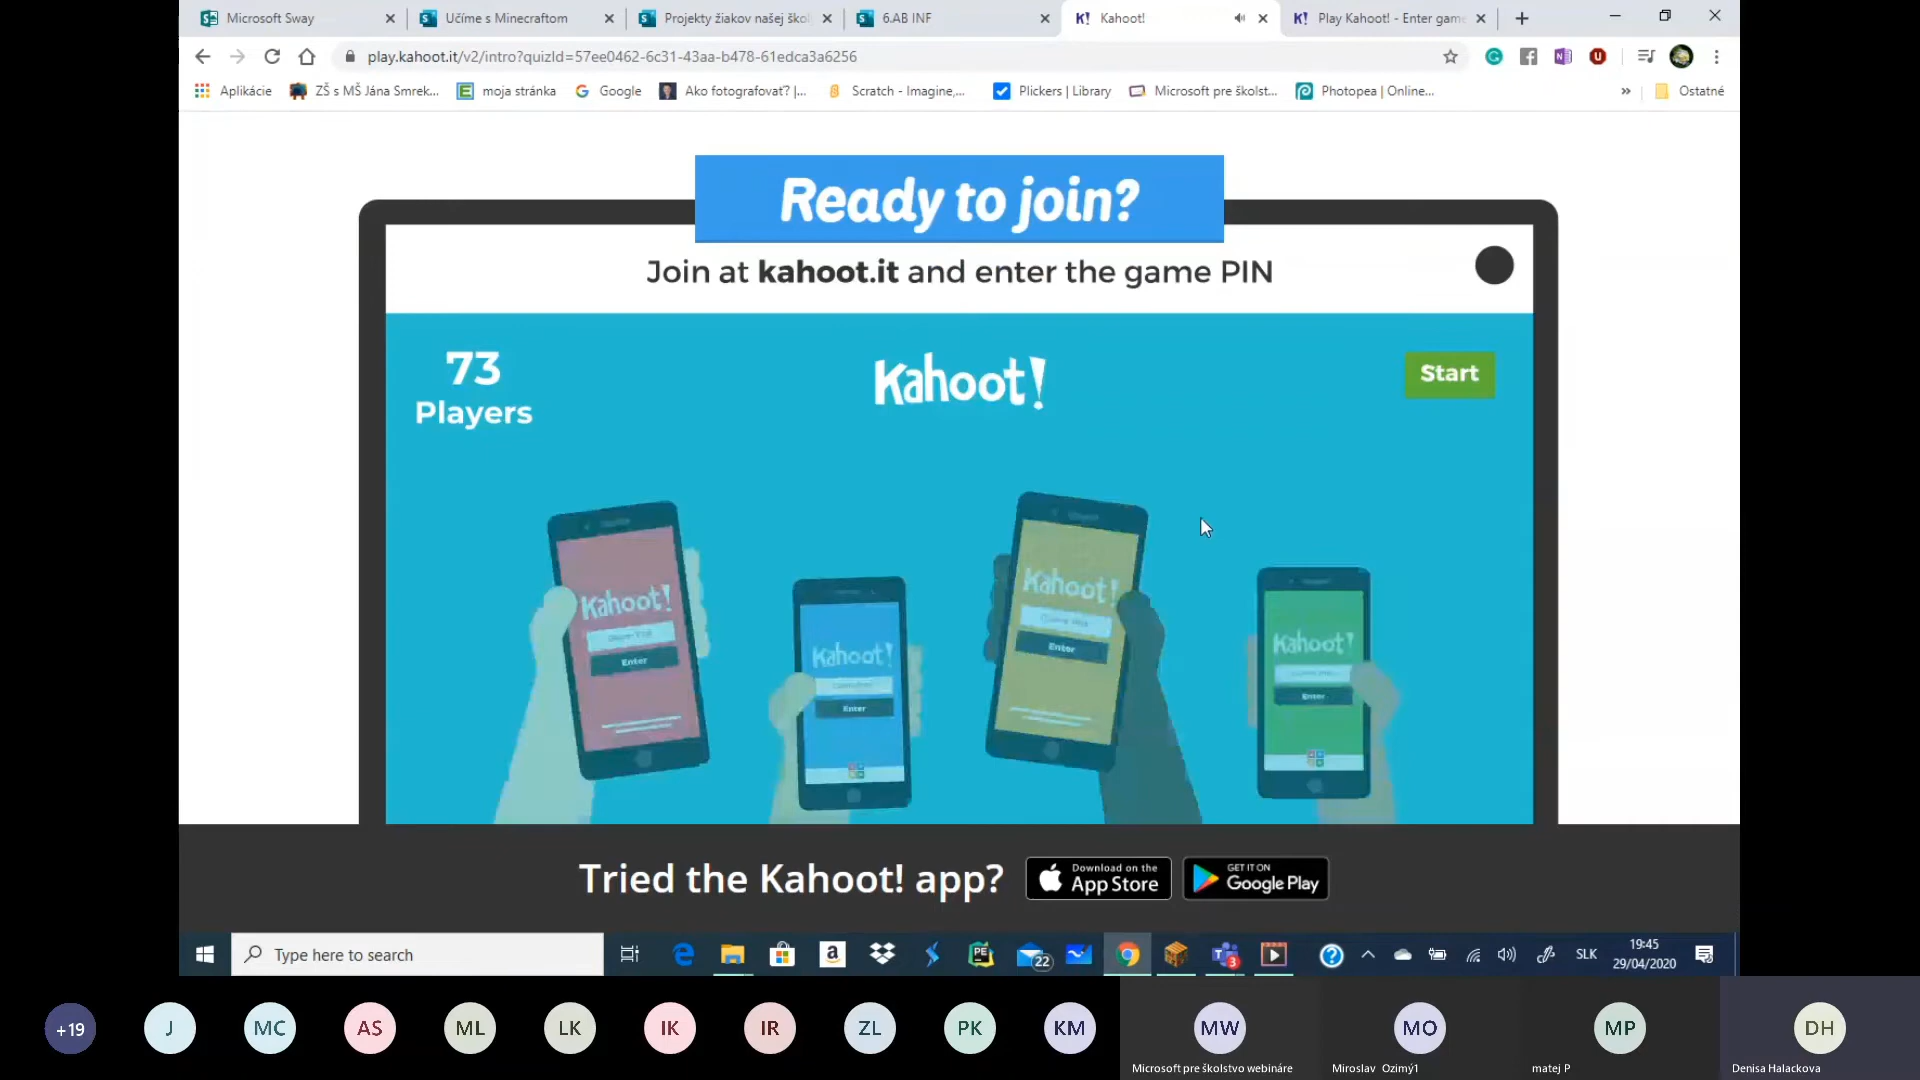 Microsoft Sway
Učíme s Minecraftom
Projekty žiakov našej ško
6.AB INF
K! Kahoot!
K! Play Kahoot! - Enter game
play.kahoot.it/v2/intro?quizId=57ee0462-6c31-43aa-b478-61edca3a6256
Aplikácie
ZŠ s MŠ Jána Smrek...
moja stránka
Google
Ako fotografovať? |...
Scratch - Imagine,...
Plickers | Library
Microsoft pre školst...
Photopea | Online...
»
Ostatné
Ready to join?
Join at kahoot.it and enter the game PIN
73
Players
Kahoot!
Start
Kahoot!
Enter
Kahoot!
Enter
Kahoot!
Enter
Kahoot!
Enter
Tried the Kahoot! app?
Download on the
App Store
GET IT ON
Google Play
Type here to search
22
3
SLK
19:45
29/04/2020
+19
J
MC
AS
ML
LK
IK
IR
ZL
PK
KM
MW
Microsoft pre školstvo webináre
MO
Miroslav Ozimý1
MP
matej P
DH
Denisa Halackova